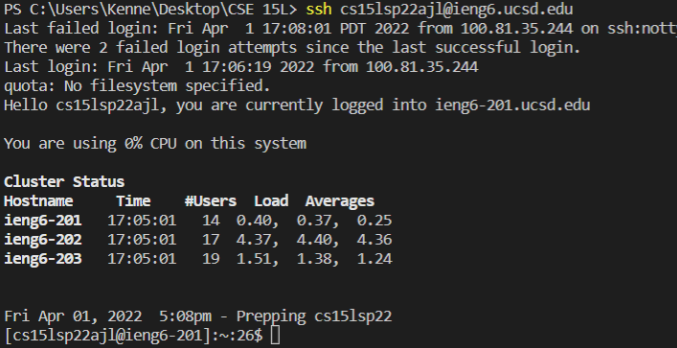 PS C:\Users\Kenne\Desktop\CSE 15L> ssh cs15lsp22ajl@ieng6.ucsd.edu
Last failed login: Fri Apr  1 17:08:01 PDT 2022 from 100.81.35.244 on ssh:nott
There were 2 failed login attempts since the last successful login.
Last login: Fri Apr  1 17:06:19 2022 from 100.81.35.244
quota: No filesystem specified.
Hello cs15lsp22ajl, you are currently logged into ieng6-201.ucsd.edu
You are using 0% CPU on this system
Cluster Status
Hostname     Time    #Users  Load  Averages
ieng6-201   17:05:01   14  0.40,  0.37,  0.25
ieng6-202   17:05:01   17  4.37,  4.40,  4.36
ieng6-203   17:05:01   19  1.51,  1.38,  1.24
Fri Apr 01, 2022  5:08pm - Prepping cs15lsp22
[cs15lsp22ajl@ieng6-201]:~:26$